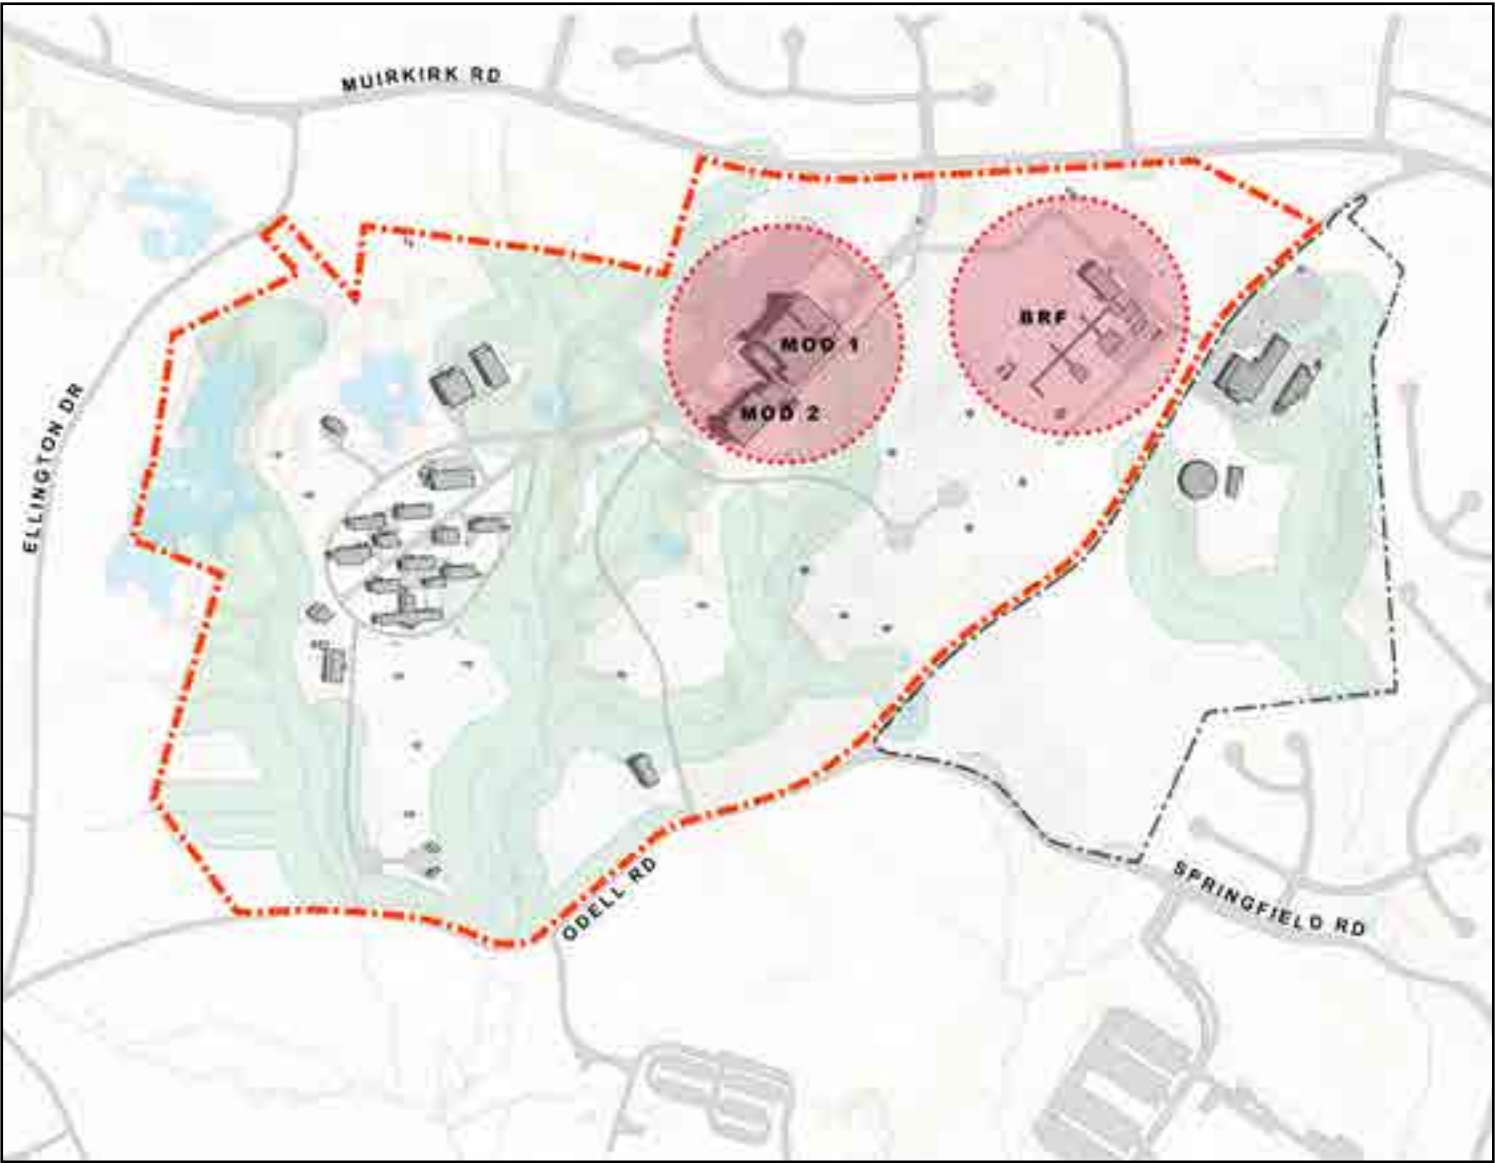 MUIRKIRK RD
BRF
MOD 1
MOD 2
ELLINGTON DR
ODELL RD
SPRINGFIELD RD